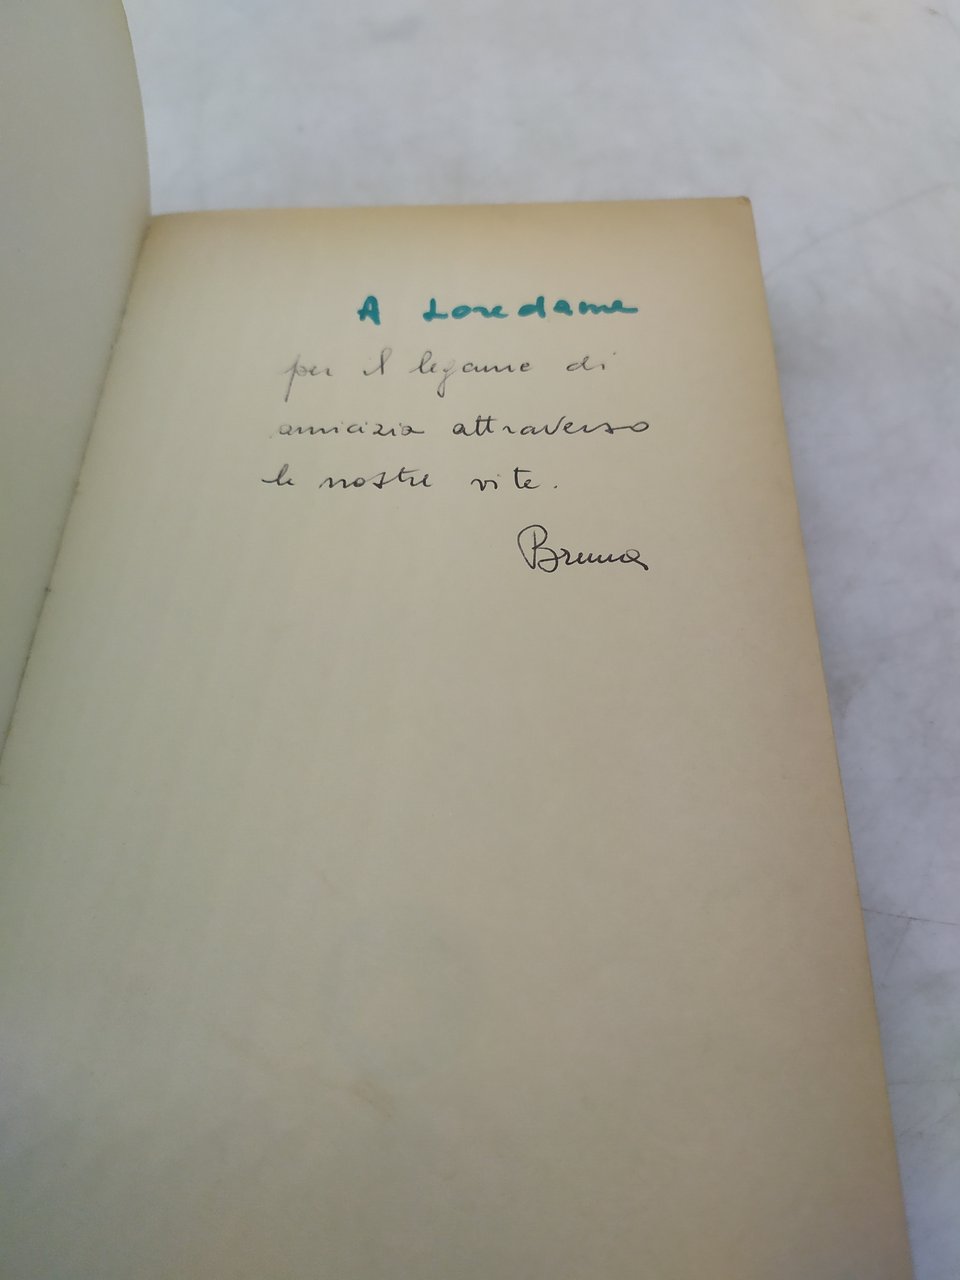 A Loredana
per il legame di
amicizia attraverso
le nostre vite.
Bruna